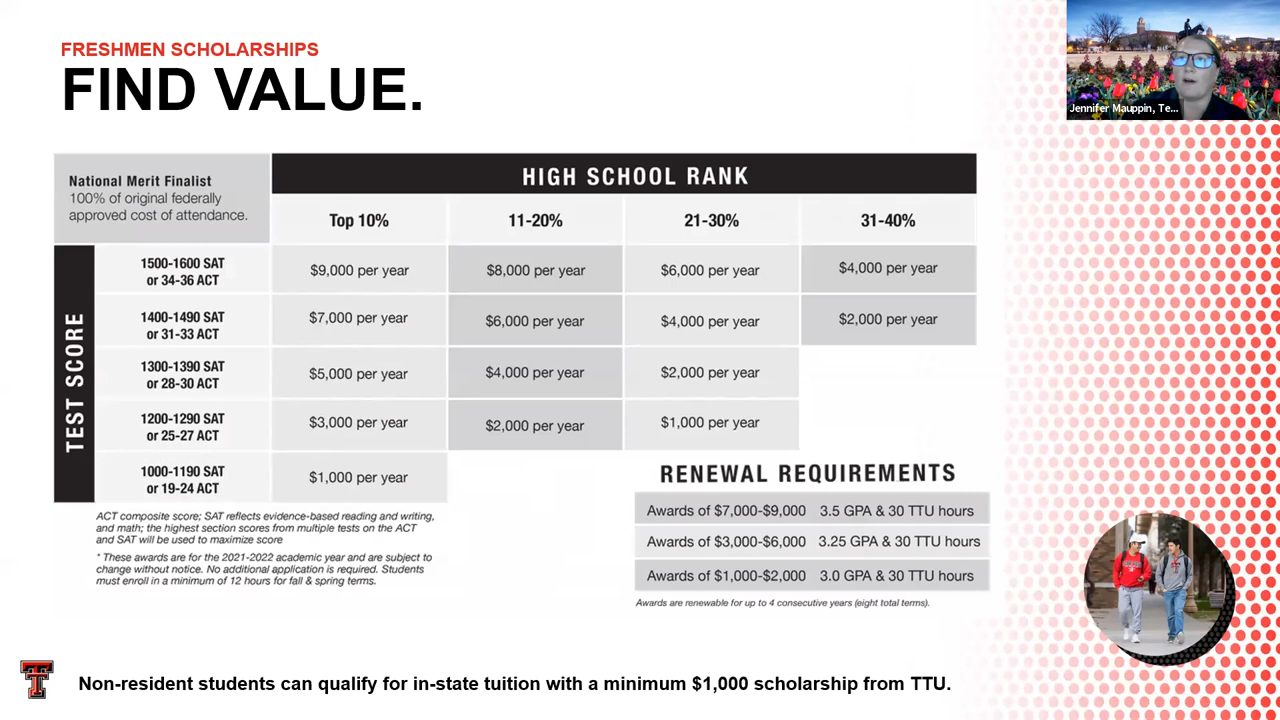 FRESHMEN SCHOLARSHIPS
FIND VALUE.
Jennifer Mauppin, Te...
National Merit Finalist
100% of original federally
approved cost of attendance.
HIGH SCHOOL RANK
Top 10%
11-20%
21-30%
31-40%
TEST SCORE
1500-1600 SAT
or 34-36 ACT
$9,000 per year
$8,000 per year
$6,000 per year
$4,000 per year
1400-1490 SAT
or 31-33 ACT
$7,000 per year
$6,000 per year
$4,000 per year
$2,000 per year
1300-1390 SAT
or 28-30 ACT
$5,000 per year
$4,000 per year
$2,000 per year
1200-1290 SAT
or 25-27 ACT
$3,000 per year
$2,000 per year
$1,000 per year
1000-1190 SAT
or 19-24 ACT
$1,000 per year
ACT composite score; SAT reflects evidence-based reading and writing,
and math; the highest section scores from multiple tests on the ACT
and SAT will be used to maximize score
* These awards are for the 2021-2022 academic year and are subject to
change without notice. No additional application is required. Students
must enroll in a minimum of 12 hours for fall & spring terms.
RENEWAL REQUIREMENTS
Awards of $7,000-$9,000 3.5 GPA & 30 TTU hours
Awards of $3,000-$6,000 3.25 GPA & 30 TTU hours
Awards of $1,000-$2,000 3.0 GPA & 30 TTU hours
Awards are renewable for up to 4 consecutive years (eight total terms).
Non-resident students can qualify for in-state tuition with a minimum $1,000 scholarship from TTU.